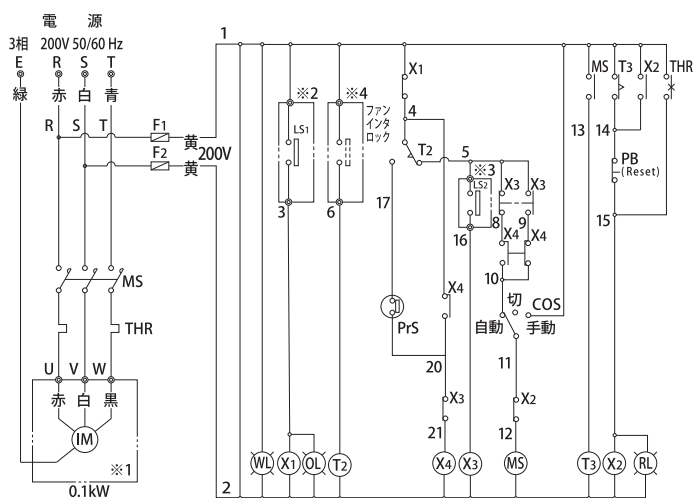 電 源
3相 200V 50/60 Hz
E R S T
緑 赤 白 青
R S T
F1
黄
F2
黄
200V
MS
THR
U V W
赤 白 黒
IM
※1
0.1kW
1
※2
LS1
3
※4
ファン
インタ
ロック
6
X1
4
T2
5
17
※3
LS2
16
X3 X3
8 9
X4 X4
10
切
COS
自動 手動
11
PrS
X4
20
X3
21
X2
12
MS T3 X2 THR
13 14
PB
(Reset)
15
WL X1 OL T2 X4 X3 MS T3 X2 RL
2